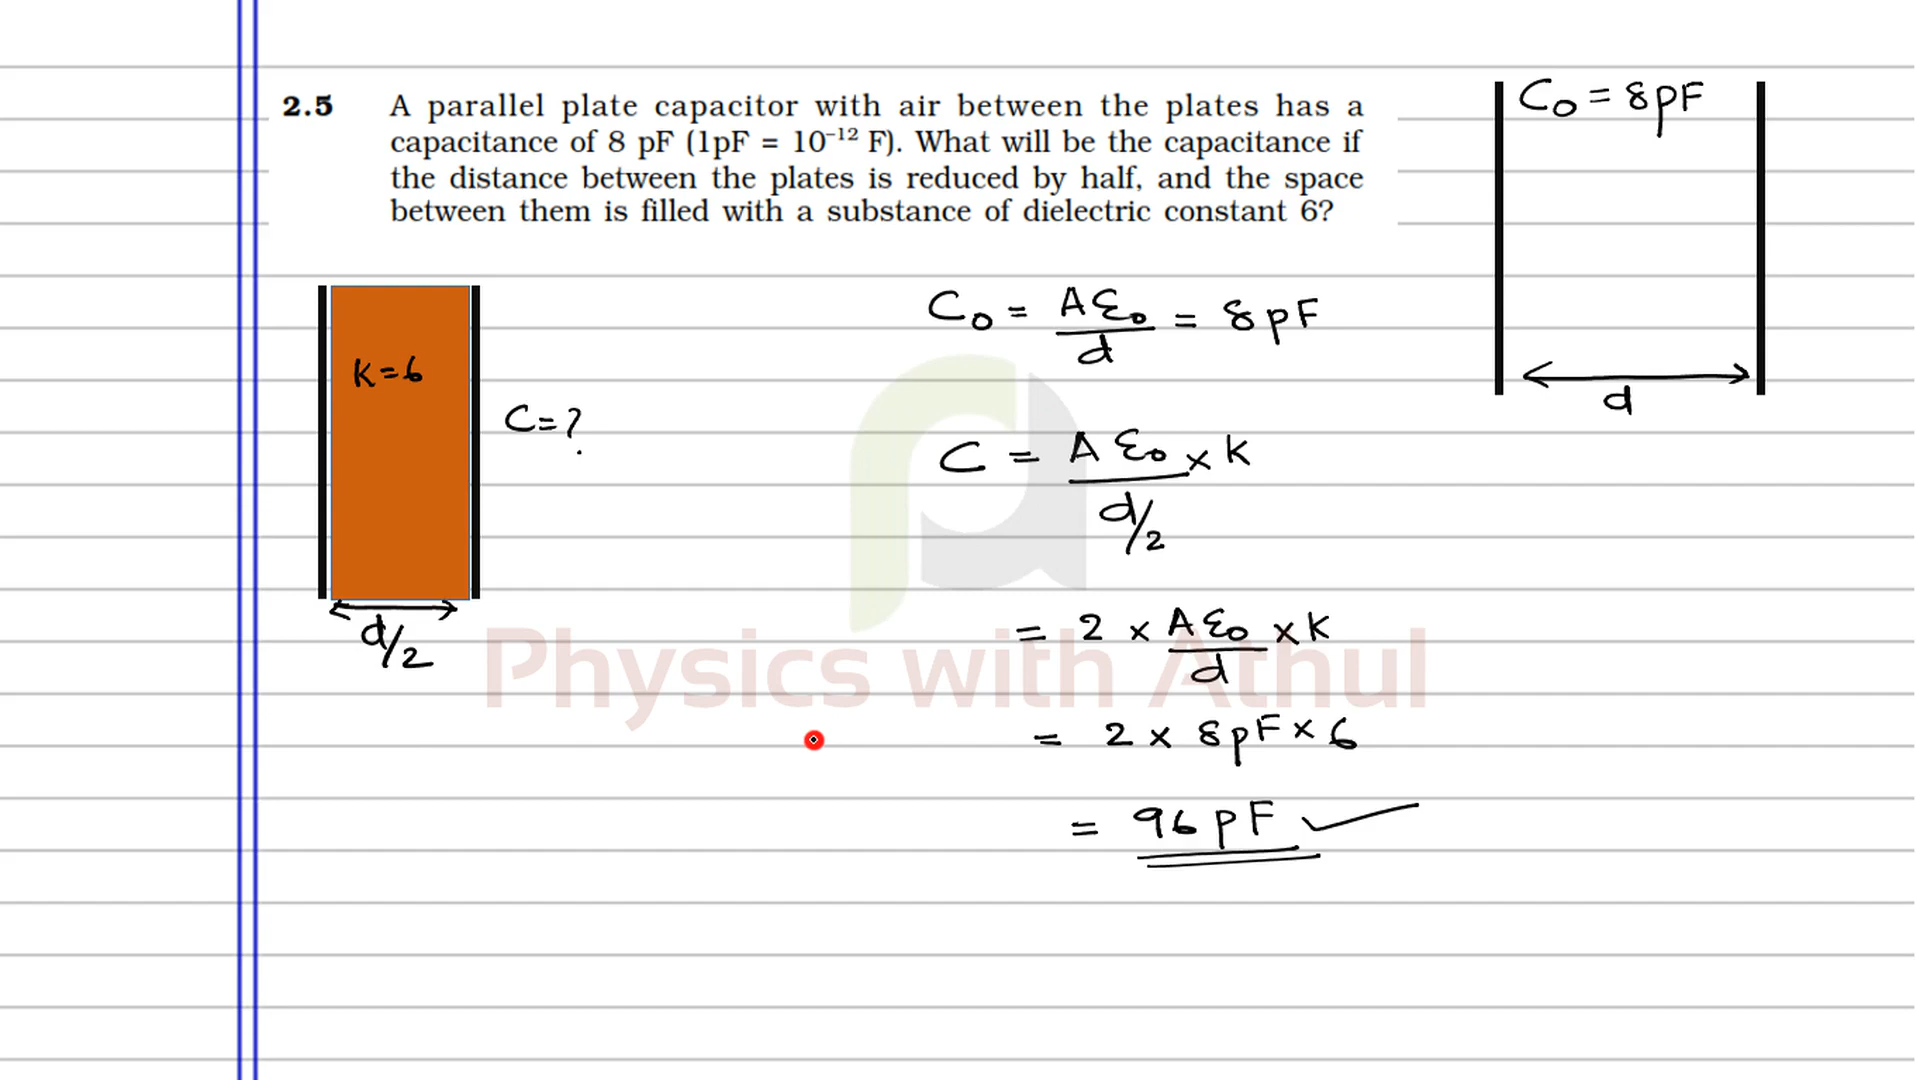 2.5 A parallel plate capacitor with air between the plates has a
capacitance of 8 pF (1pF = 10⁻¹² F). What will be the capacitance if
the distance between the plates is reduced by half, and the space
between them is filled with a substance of dielectric constant 6?
C₀ = 8pF
d
K=6
C=?
d/2
C₀ = Aε₀/d = 8pF
C = Aε₀ × K / d/2
= 2 × Aε₀/d × K
= 2 × 8pF × 6
= 96 pF ✓
Physics with Athul